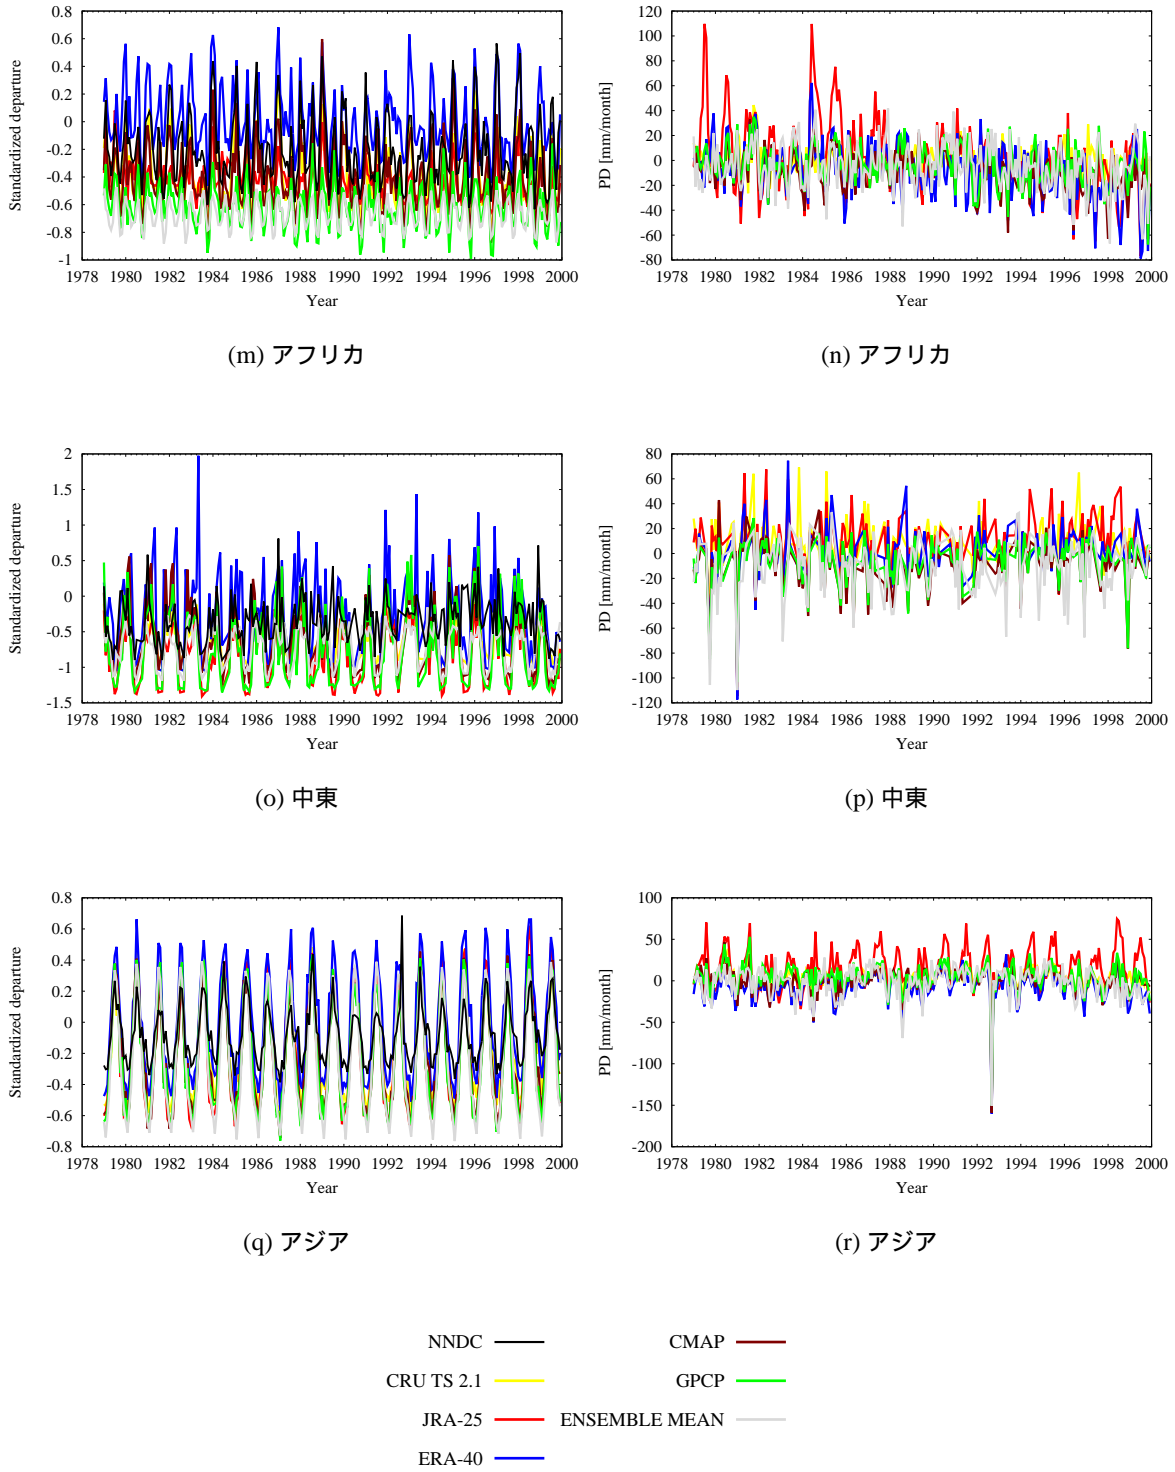 0.8
0.6
0.4
0.2
0
-0.2
-0.4
-0.6
-0.8
-1
Standardized departure
1978 1980 1982 1984 1986 1988 1990 1992 1994 1996 1998 2000
Year
(m) アフリカ
120
100
80
60
40
20
0
-20
-40
-60
-80
PD [mm/month]
1978 1980 1982 1984 1986 1988 1990 1992 1994 1996 1998 2000
Year
(n) アフリカ
2
1.5
1
0.5
0
-0.5
-1
-1.5
Standardized departure
1978 1980 1982 1984 1986 1988 1990 1992 1994 1996 1998 2000
Year
(o) 中東
80
60
40
20
0
-20
-40
-60
-80
-100
-120
PD [mm/month]
1978 1980 1982 1984 1986 1988 1990 1992 1994 1996 1998 2000
Year
(p) 中東
0.8
0.6
0.4
0.2
0
-0.2
-0.4
-0.6
-0.8
Standardized departure
1978 1980 1982 1984 1986 1988 1990 1992 1994 1996 1998 2000
Year
(q) アジア
100
50
0
-50
-100
-150
-200
PD [mm/month]
1978 1980 1982 1984 1986 1988 1990 1992 1994 1996 1998 2000
Year
(r) アジア
NNDC
CRU TS 2.1
JRA-25
ERA-40
CMAP
GPCP
ENSEMBLE MEAN